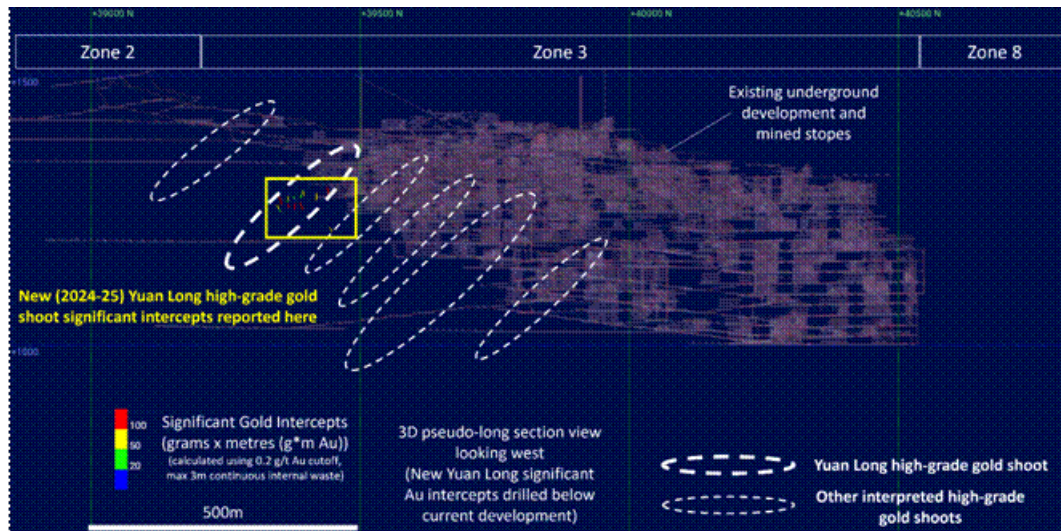 +39000 N
+39500 N
+40000 N
+40500 N
Zone 2
Zone 3
Zone 8
+1500
Existing underground
development and
mined stopes
New (2024-25) Yuan Long high-grade gold
shoot significant intercepts reported here
+1000
100
50
20
Significant Gold Intercepts
(grams x metres (g*m Au))
(calculated using 0.2 g/t Au cutoff,
max 3m continuous internal waste)
500m
3D pseudo-long section view
looking west
(New Yuan Long significant
Au intercepts drilled below
current development)
Yuan Long high-grade gold shoot
Other interpreted high-grade
gold shoots